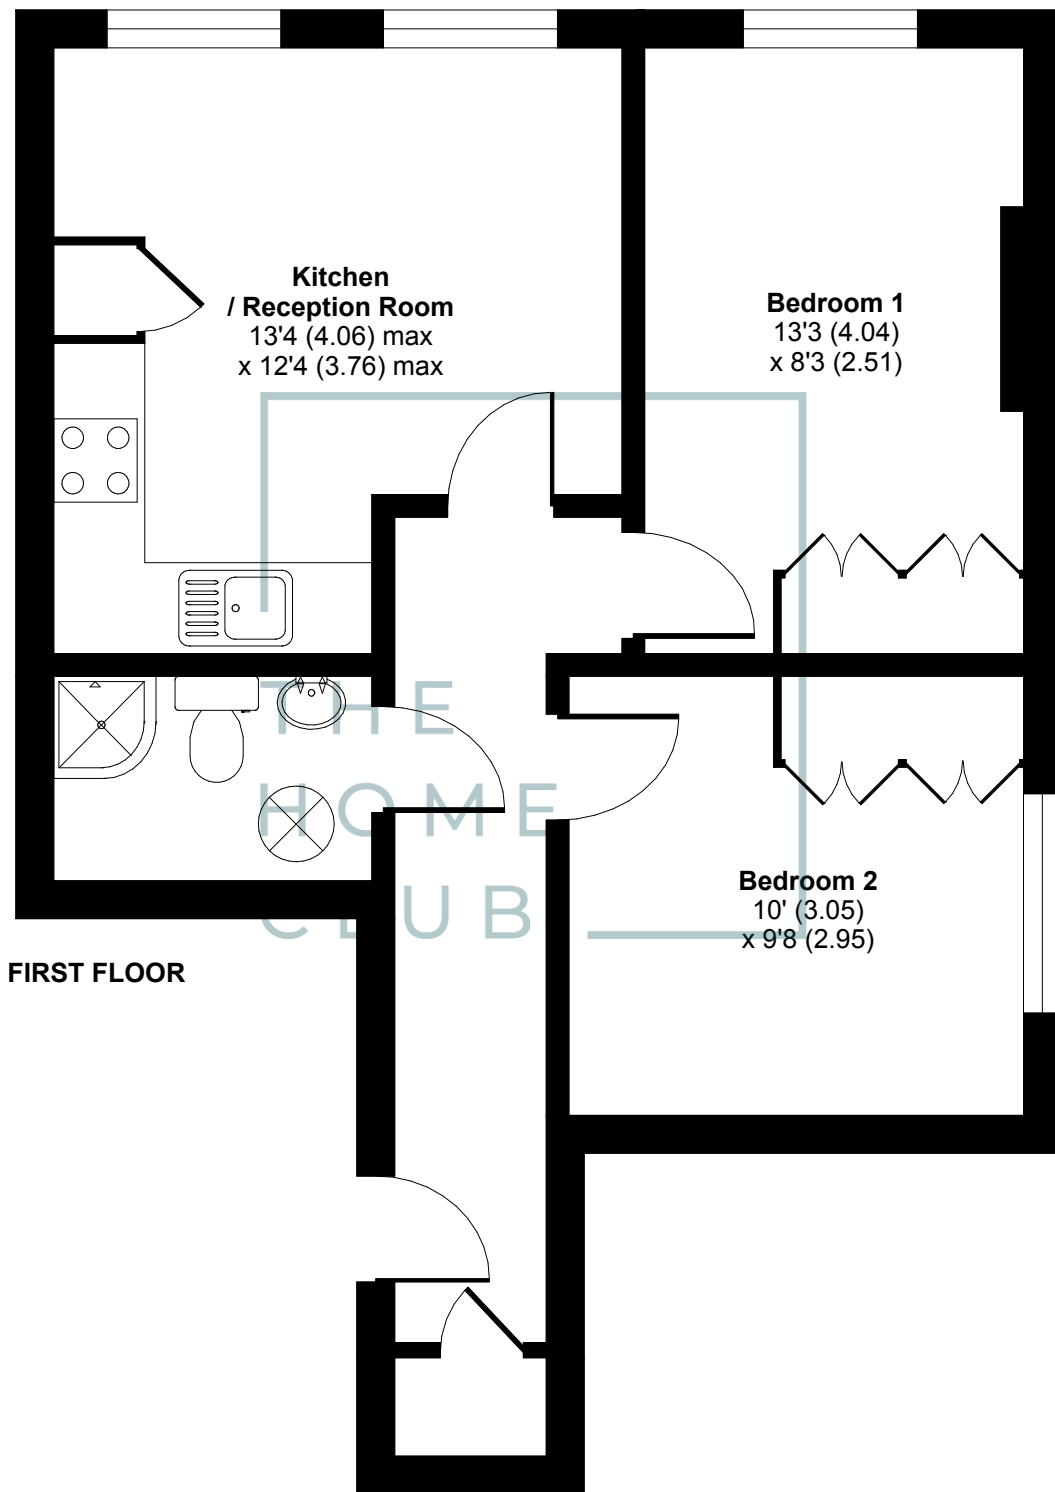 Kitchen
/ Reception Room
13'4 (4.06) max
x 12'4 (3.76) max
Bedroom 1
13'3 (4.04)
x 8'3 (2.51)
THE
HOME
CLUB
Bedroom 2
10' (3.05)
x 9'8 (2.95)
FIRST FLOOR